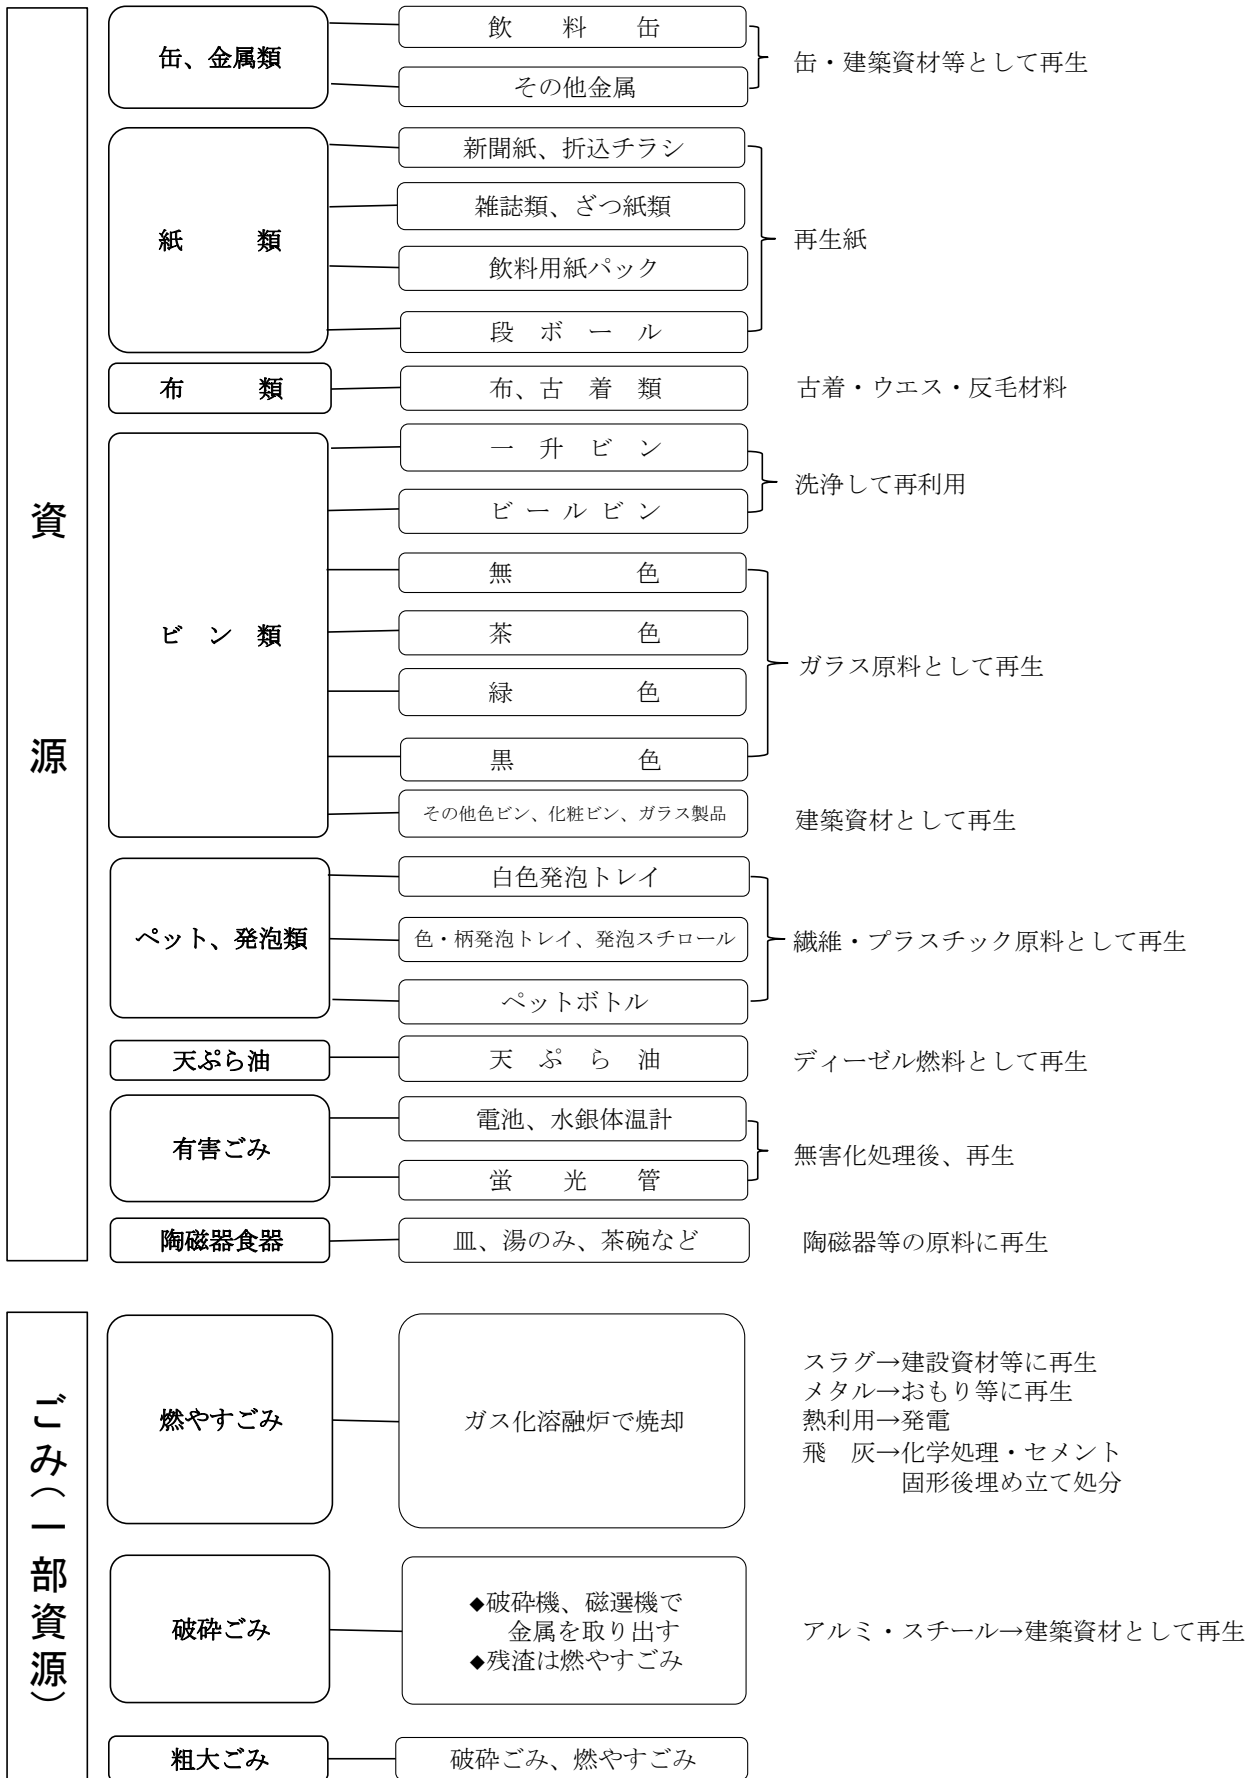 資源
缶、金属類
飲料缶
その他金属
缶・建築資材等として再生
紙類
新聞紙、折込チラシ
雑誌類、ざつ紙類
飲料用紙パック
段ボール
再生紙
布類
布、古着類
古着・ウエス・反毛材料
ビン類
一升ビン
ビールビン
洗浄して再利用
無色
茶色
緑色
黒色
ガラス原料として再生
その他色ビン、化粧ビン、ガラス製品
建築資材として再生
ペット、発泡類
白色発泡トレイ
色・柄発泡トレイ、発泡スチロール
ペットボトル
繊維・プラスチック原料として再生
天ぷら油
天ぷら油
ディーゼル燃料として再生
有害ごみ
電池、水銀体温計
蛍光管
無害化処理後、再生
陶磁器食器
皿、湯のみ、茶碗など
陶磁器等の原料に再生
ごみ（一部資源）
燃やすごみ
ガス化溶融炉で焼却
スラグ→建設資材等に再生
メタル→おもり等に再生
熱利用→発電
飛　灰→化学処理・セメント
固形後埋め立て処分
破砕ごみ
◆破砕機、磁選機で
金属を取り出す
◆残渣は燃やすごみ
アルミ・スチール→建築資材として再生
粗大ごみ
破砕ごみ、燃やすごみ